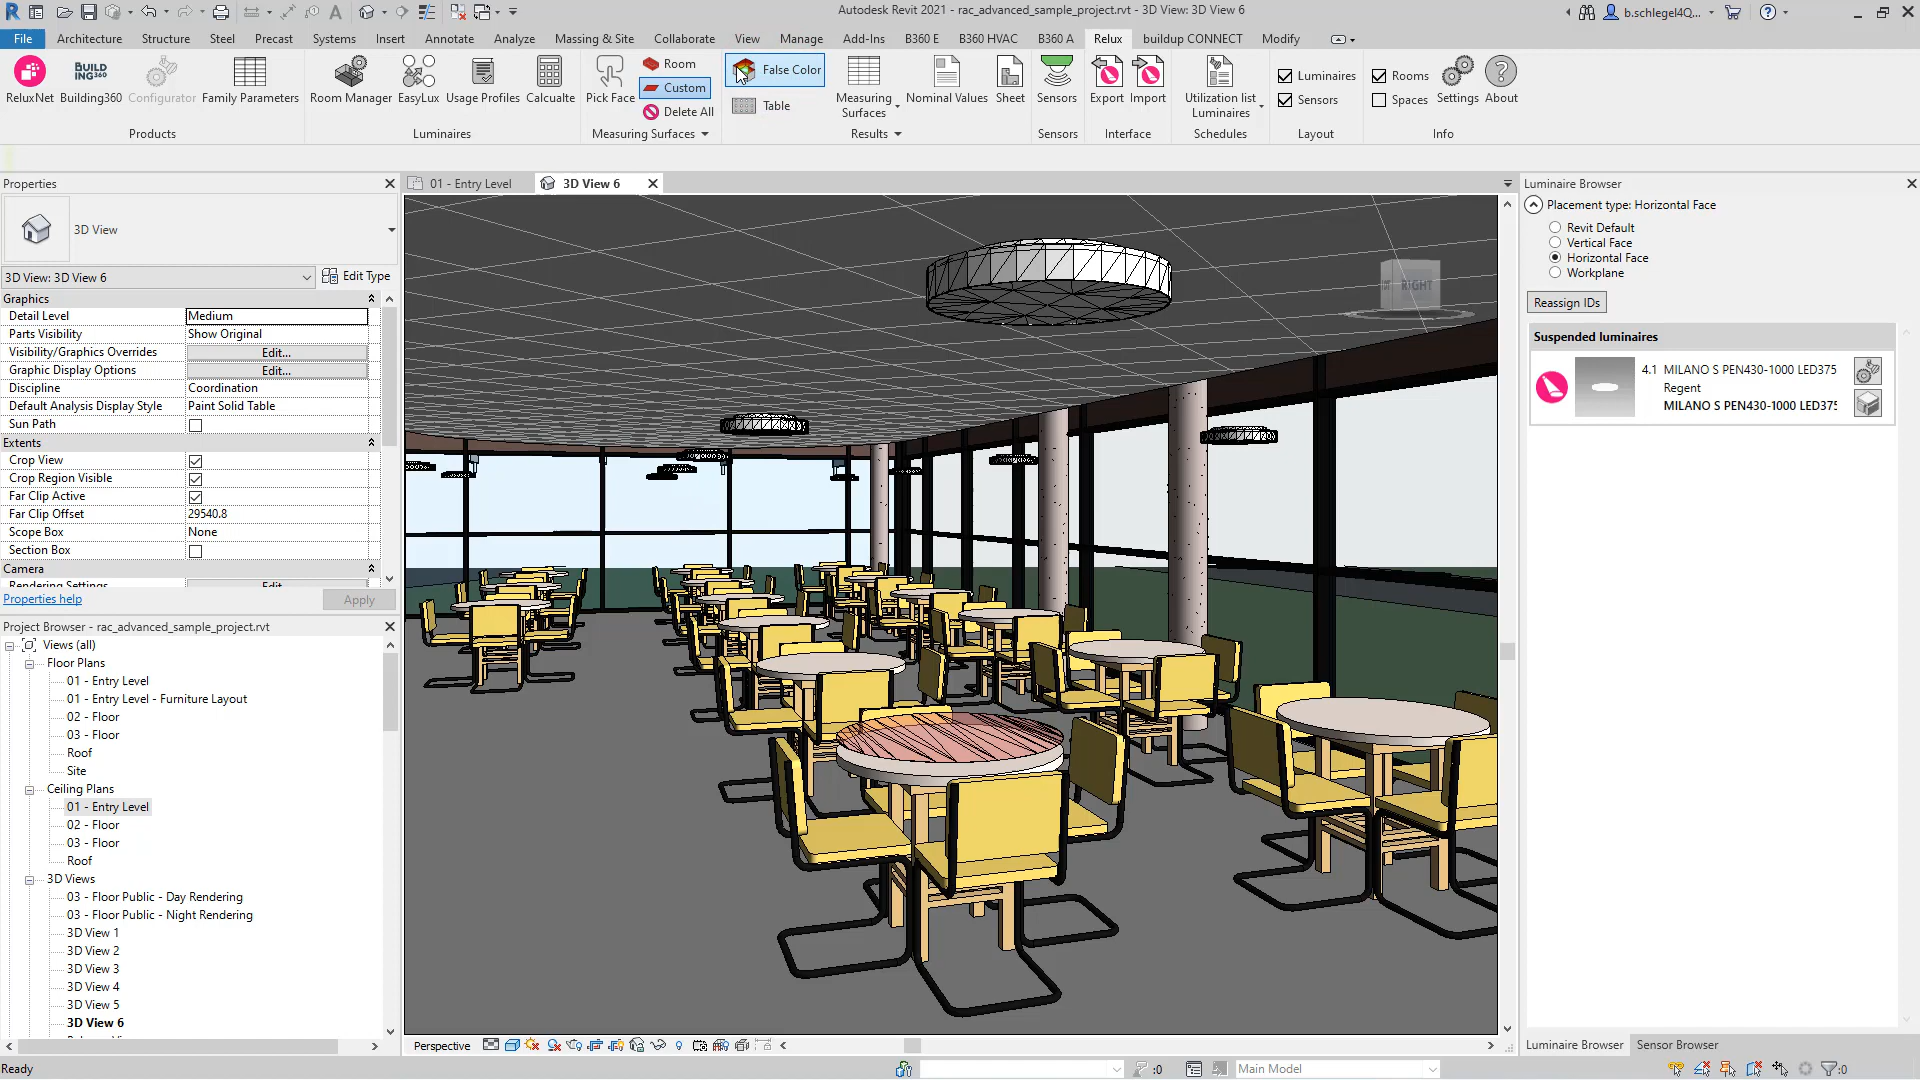 Autodesk Revit 2021 - rac_advanced_sample_project.rvt - 3D View: 3D View 6
b.schlegel4Q...
File Architecture Structure Steel Precast Systems Insert Annotate Analyze Massing & Site Collaborate View Manage Add-Ins B360 E B360 HVAC B360 A Relux buildup CONNECT Modify
ReluxNet
BUILD ING360
Building360
Configurator
Family Parameters
Products
Room Manager
EasyLux
Usage Profiles
Calcualte
Luminaires
Pick Face
Room
Custom
Delete All
Measuring Surfaces
False Color
Table
Measuring
Surfaces
Nominal Values
Sheet
Results
Sensors
Sensors
Export
Import
Interface
Utilization list
Luminaires
Schedules
Luminaires
Sensors
Layout
Rooms
Spaces
Settings
About
Info
Properties
3D View
3D View: 3D View 6
Edit Type
Graphics
Detail Level Medium
Parts Visibility Show Original
Visibility/Graphics Overrides Edit...
Graphic Display Options Edit...
Discipline Coordination
Default Analysis Display Style Paint Solid Table
Sun Path
Extents
Crop View
Crop Region Visible
Far Clip Active
Far Clip Offset 29540.8
Scope Box None
Section Box
Camera
Rendering Settings Edit
Properties help
Apply
Project Browser - rac_advanced_sample_project.rvt
Views (all)
Floor Plans
01 - Entry Level
01 - Entry Level - Furniture Layout
02 - Floor
03 - Floor
Roof
Site
Ceiling Plans
01 - Entry Level
02 - Floor
03 - Floor
Roof
3D Views
03 - Floor Public - Day Rendering
03 - Floor Public - Night Rendering
3D View 1
3D View 2
3D View 3
3D View 4
3D View 5
3D View 6
01 - Entry Level
3D View 6
RIGHT
Perspective
Luminaire Browser
Placement type: Horizontal Face
Revit Default
Vertical Face
Horizontal Face
Workplane
Reassign IDs
Suspended luminaires
4.1 MILANO S PEN430-1000 LED375
Regent
MILANO S PEN430-1000 LED375
Luminaire Browser
Sensor Browser
Ready
:0
Main Model
:0